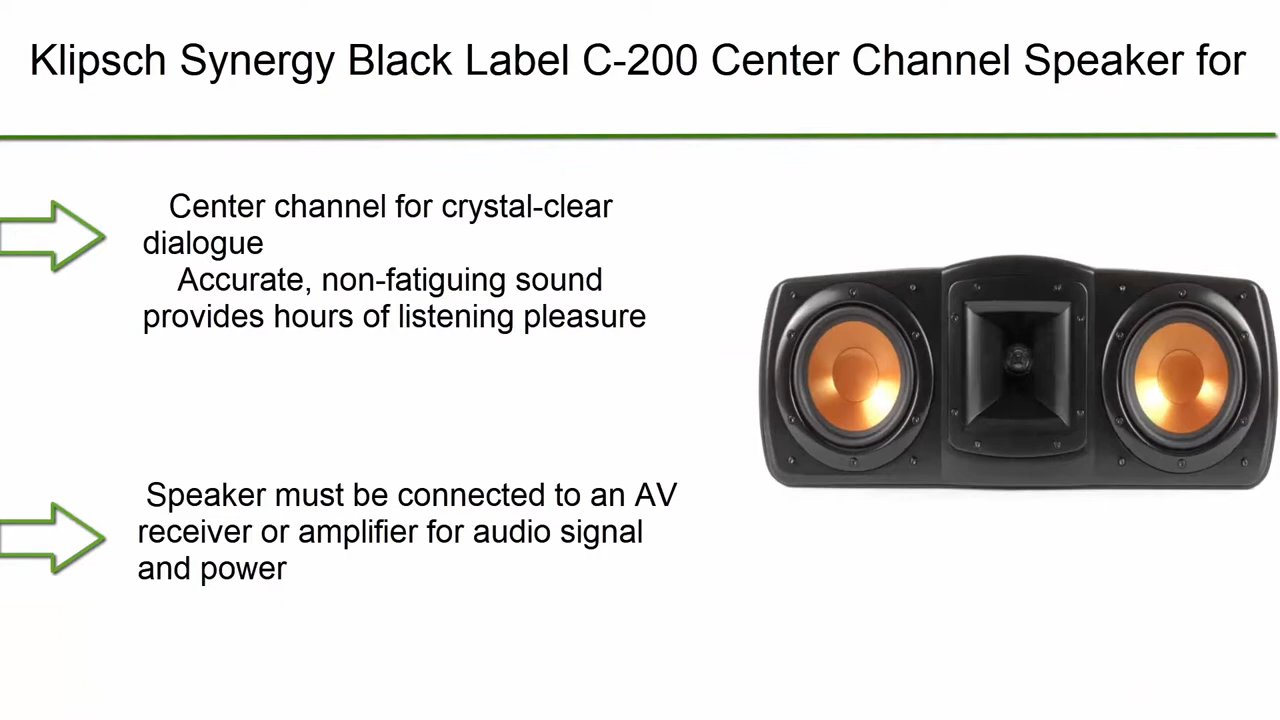 Klipsch Synergy Black Label C-200 Center Channel Speaker for
Center channel for crystal-clear
dialogue
Accurate, non-fatiguing sound
provides hours of listening pleasure
Speaker must be connected to an AV
receiver or amplifier for audio signal
and power